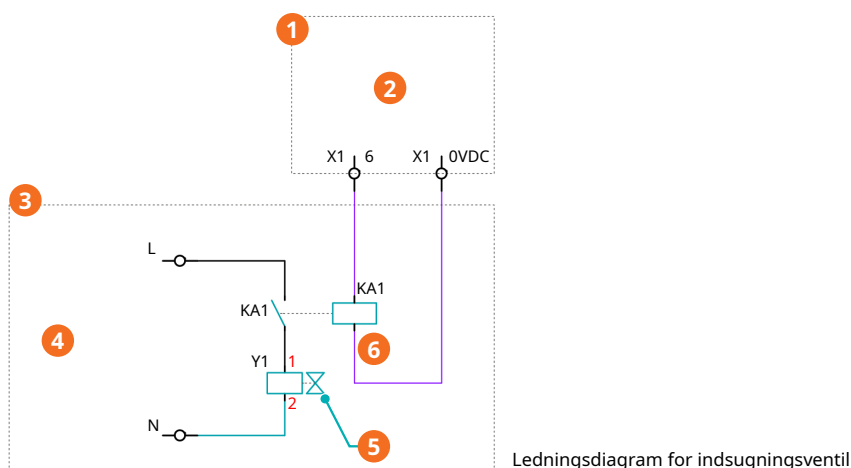 1
2
X1 6 X1 0VDC
3
L
KA1
KA1
4
6
Y1 1
2
N
5
Ledningsdiagram for indsugningsventil